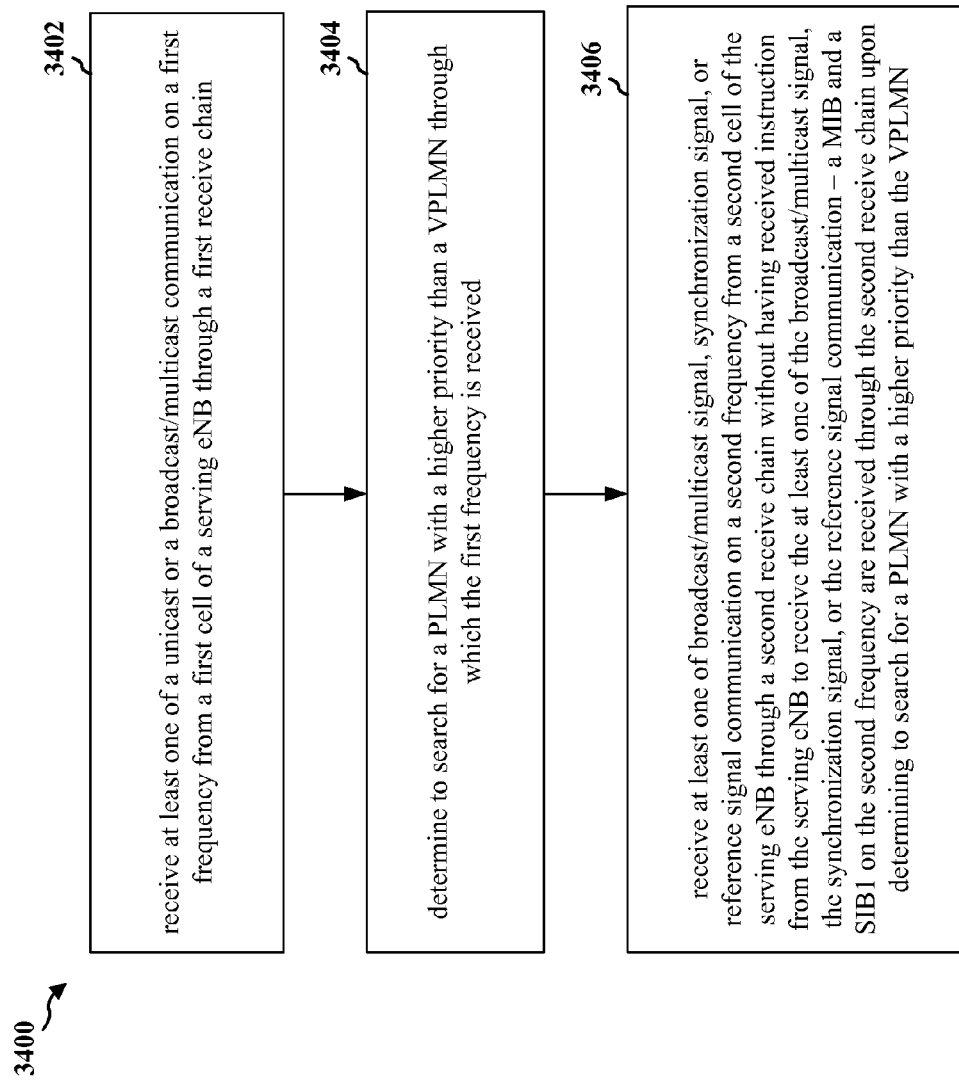 3400
3402
receive at least one of a unicast or a broadcast/multicast communication on a first
frequency from a first cell of a serving eNB through a first receive chain
3404
determine to search for a PLMN with a higher priority than a VPLMN through
which the first frequency is received
3406
receive at least one of broadcast/multicast signal, synchronization signal, or
reference signal communication on a second frequency from a second cell of the
serving eNB through a second receive chain without having received instruction
from the serving eNB to receive the at least one of the broadcast/multicast signal,
the synchronization signal, or the reference signal communication – a MIB and a
SIB1 on the second frequency are received through the second receive chain upon
determining to search for a PLMN with a higher priority than the VPLMN